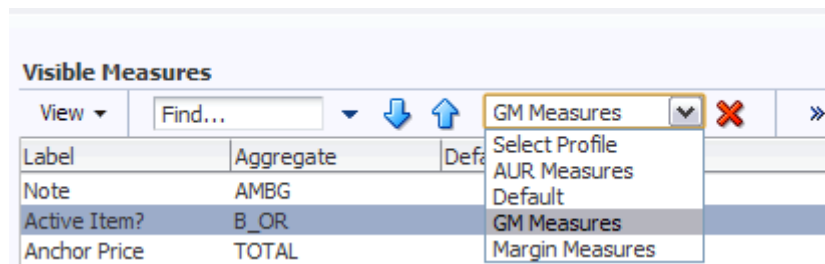 Visible Measures
View Find... GM Measures »
Label Aggregate Defa
Select Profile
AUR Measures
Default
GM Measures
Margin Measures
Note AMBG
Active Item? B_OR
Anchor Price TOTAL